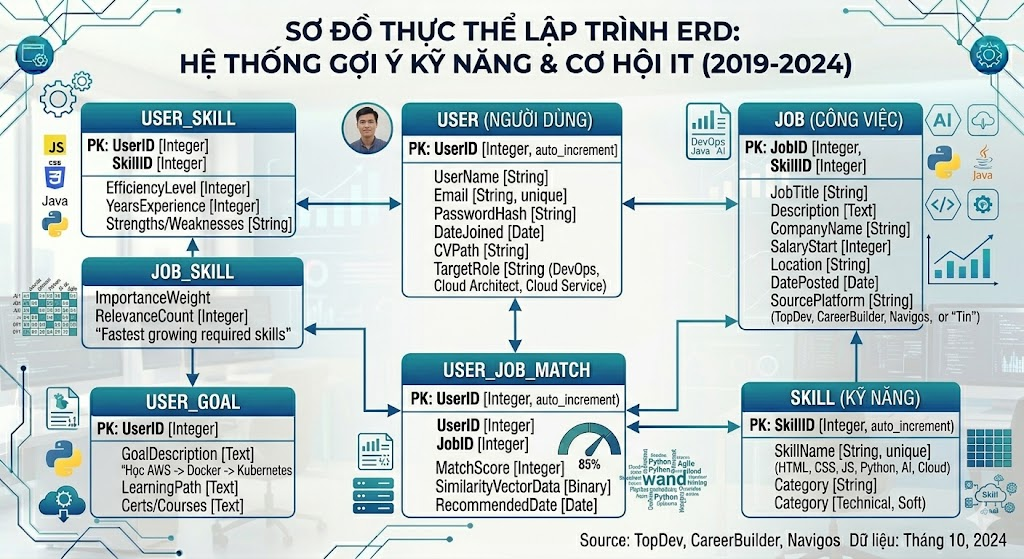 SƠ ĐỒ THỰC THỂ LẬP TRÌNH ERD:
HỆ THỐNG GỢI Ý KỸ NĂNG & CƠ HỘI IT (2019-2024)
USER_SKILL
PK: UserID [Integer]
SkillID [Integer]
EfficiencyLevel [Integer]
YearsExperience [Integer]
Strengths/Weaknesses [String]
JS
CSS
Java
USER (NGƯỜI DÙNG)
PK: UserID [Integer, auto_increment)
UserName [String]
Email [String, unique]
PasswordHash [String]
DateJoined [Date]
CVPath [String]
TargetRole [String (DevOps,
Cloud Architect, Cloud Service)
DevOps
Java AI
JOB (CÔNG VIỆC)
PK: JobID [Integer,
SkillID [Integer]
JobTitle [String]
Description [Text]
CompanyName [String]
SalaryStart [Integer]
Location [String]
DatePosted [Date]
SourcePlatform [String]
(TopDev, CareerBuilder, Navigos, or “Tin”)
AI
Java
</>
JOB_SKILL
ImportanceWeight
RelevanceCount [Integer]
“Fastest growing required skills”
USER_GOAL
PK: UserID [Integer]
GoalDescription [Text]
"Học AWS -> Docker -> Kubernetes
LearningPath [Text]
Certs/Courses [Text]
USER_JOB_MATCH
PK: UserID [Integer, auto_increment)
UserID [Integer]
JobID [Integer]
MatchScore [Integer]
SimilarityVectorData [Binary]
RecommendedDate [Date]
85%
Python
Agile
wand
Python
SKILL (KỸ NĂNG)
PK: SkillID [Integer, auto_increment)
SkillName [String, unique]
(HTML, CSS, JS, Python, AI, Cloud)
Category [String]
Category [Technical, Soft)
Skill
Source: TopDev, CareerBuilder, Navigos Dữ liệu: Tháng 10, 2024